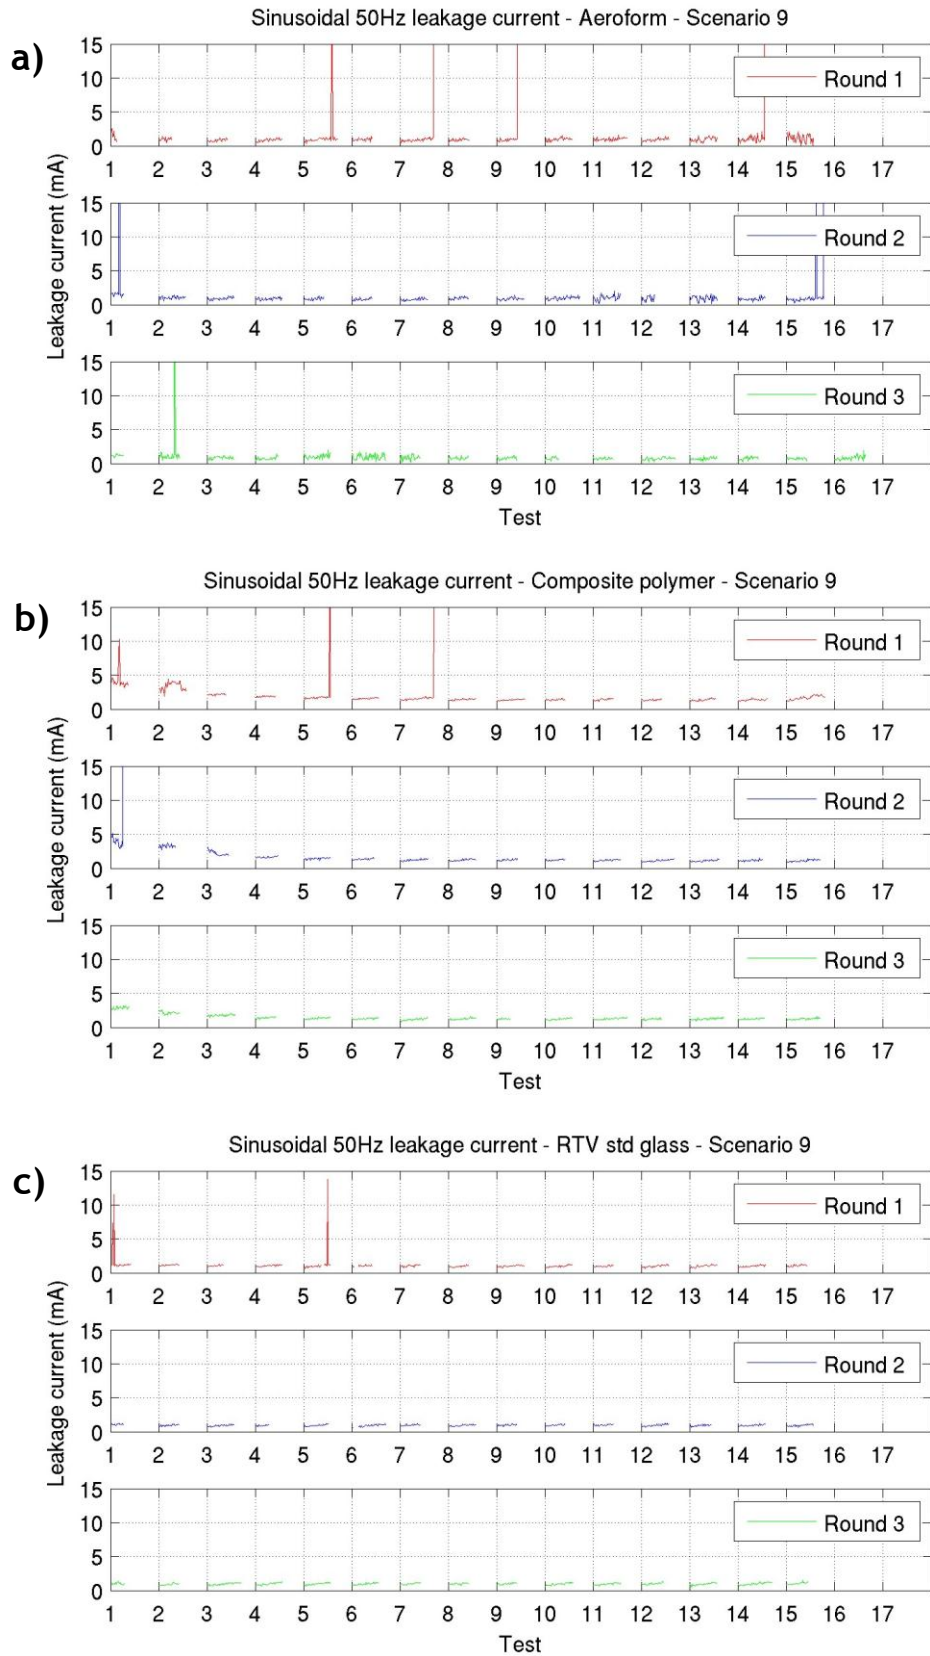 Sinusoidal 50Hz leakage current - Aeroform - Scenario 9
a)
15
10
5
0
Round 1
1 2 3 4 5 6 7 8 9 10 11 12 13 14 15 16 17
Leakage current (mA)
15
10
5
0
Round 2
1 2 3 4 5 6 7 8 9 10 11 12 13 14 15 16 17
15
10
5
0
Round 3
1 2 3 4 5 6 7 8 9 10 11 12 13 14 15 16 17
Test
Sinusoidal 50Hz leakage current - Composite polymer - Scenario 9
b)
15
10
5
0
Round 1
1 2 3 4 5 6 7 8 9 10 11 12 13 14 15 16 17
Leakage current (mA)
15
10
5
0
Round 2
1 2 3 4 5 6 7 8 9 10 11 12 13 14 15 16 17
15
10
5
0
Round 3
1 2 3 4 5 6 7 8 9 10 11 12 13 14 15 16 17
Test
Sinusoidal 50Hz leakage current - RTV std glass - Scenario 9
c)
15
10
5
0
Round 1
1 2 3 4 5 6 7 8 9 10 11 12 13 14 15 16 17
Leakage current (mA)
15
10
5
0
Round 2
1 2 3 4 5 6 7 8 9 10 11 12 13 14 15 16 17
15
10
5
0
Round 3
1 2 3 4 5 6 7 8 9 10 11 12 13 14 15 16 17
Test